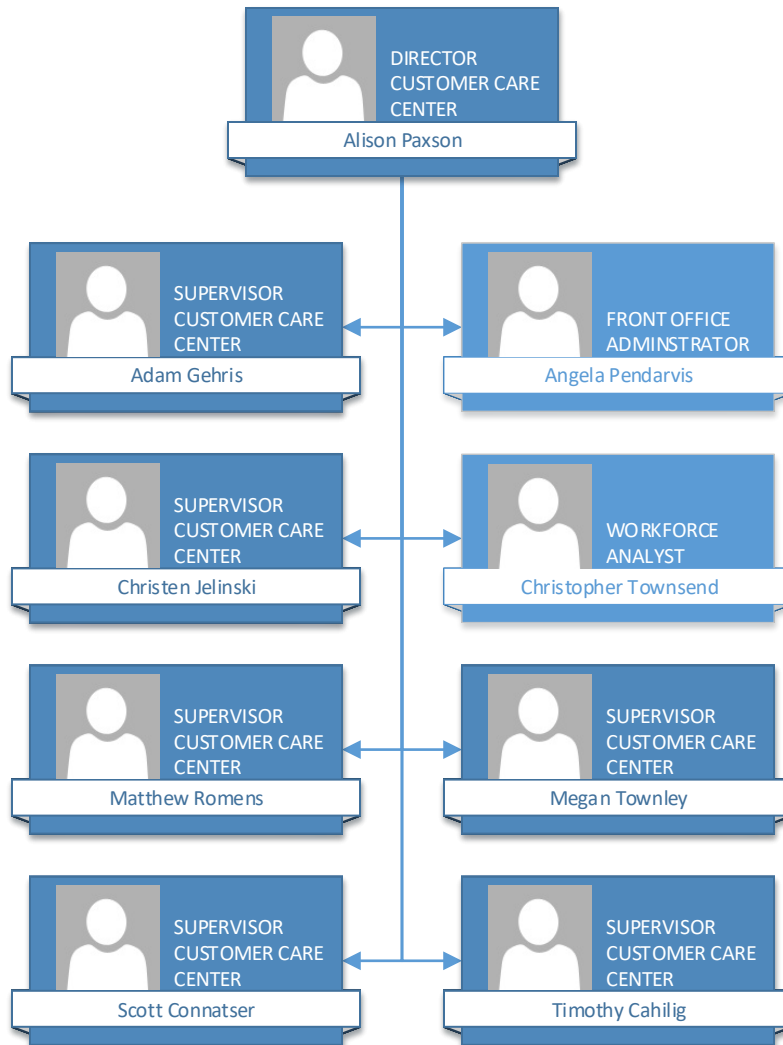 DIRECTOR
CUSTOMER CARE
CENTER
Alison Paxson
SUPERVISOR
CUSTOMER CARE
CENTER
Adam Gehris
FRONT OFFICE
ADMINSTRATOR
Angela Pendarvis
SUPERVISOR
CUSTOMER CARE
CENTER
Christen Jelinski
WORKFORCE
ANALYST
Christopher Townsend
SUPERVISOR
CUSTOMER CARE
CENTER
Matthew Romens
SUPERVISOR
CUSTOMER CARE
CENTER
Megan Townley
SUPERVISOR
CUSTOMER CARE
CENTER
Scott Connatser
SUPERVISOR
CUSTOMER CARE
CENTER
Timothy Cahilig